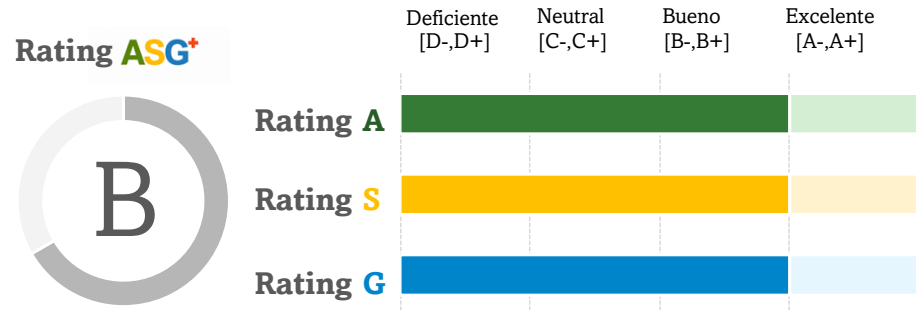 Rating ASG+
B
Deficiente Neutral Bueno Excelente
[D-,D+] [C-,C+] [B-,B+] [A-,A+]
Rating A
Rating S
Rating G